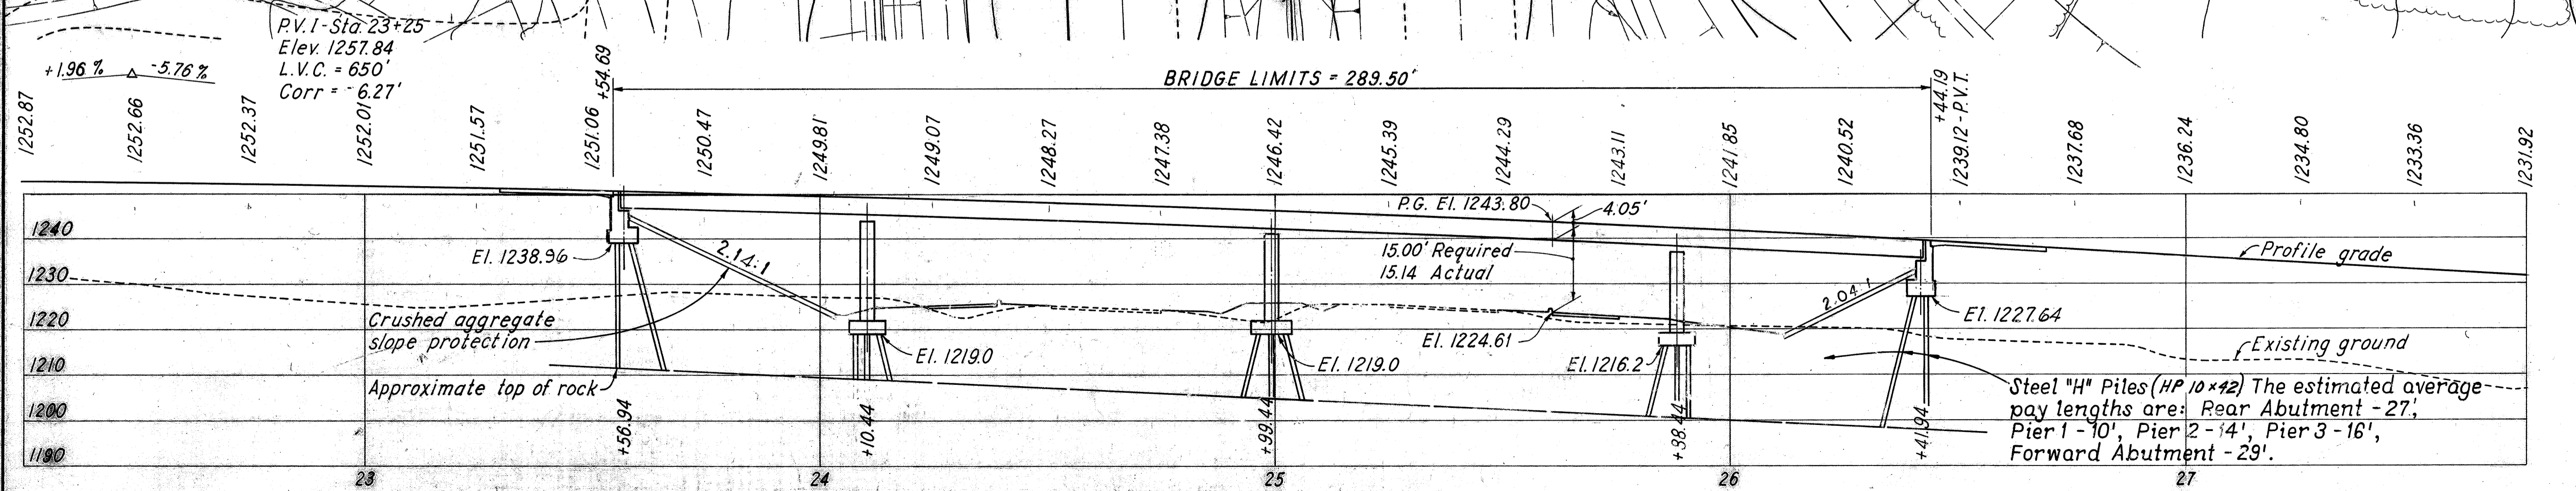 P.V.I - Sta. 23+25
Elev. 1257.84
L.V.C. = 650'
Corr = -6.27'
+1.96 % △ -5.76 %
+54.69
BRIDGE LIMITS = 289.50'
+44.19
1252.87
1252.66
1252.37
1252.01
1251.57
1251.06
1250.47
1249.81
1249.07
1248.27
1247.38
1246.42
1245.39
1244.29
1243.11
1241.85
1240.52
1239.12 - P.V.T.
1237.68
1236.24
1234.80
1233.36
1231.92
P.G. El. 1243.80
4.05'
1240
El. 1238.96
2.14:1
15.00' Required
15.14 Actual
Profile grade
1230
2.04:1
El. 1227.64
Crushed aggregate
slope protection
1220
El. 1219.0
El. 1219.0
El. 1224.61
El. 1216.2
Existing ground
1210
Approximate top of rock
Steel "H" Piles (HP 10x42) The estimated average
pay lengths are: Rear Abutment - 27',
Pier 1 - 10', Pier 2 - 14', Pier 3 - 16',
Forward Abutment - 29'.
1200
+56.94
+10.44
+99.44
+88.44
+41.94
1190
23
24
25
26
27